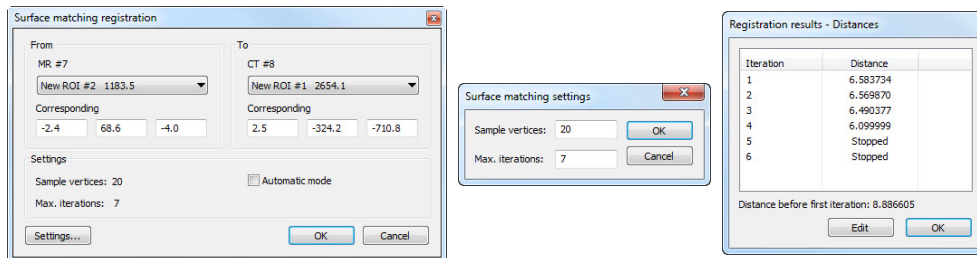 Surface matching registration
From
To
MR #7
CT #8
New ROI #2 1183.5
New ROI #1 2654.1
Corresponding
Corresponding
-2.4 68.6 -4.0
2.5 -324.2 -710.8
Settings
Sample vertices: 20
Automatic mode
Max. iterations: 7
Settings...
OK
Cancel
Surface matching settings
Sample vertices: 20
OK
Max. iterations: 7
Cancel
Registration results - Distances
Iteration Distance
1 6.583734
2 6.569870
3 6.490377
4 6.099999
5 Stopped
6 Stopped
Distance before first iteration: 8.886605
Edit
OK